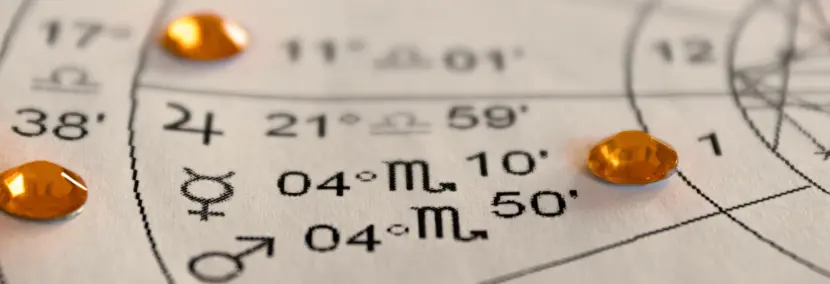 17°
♎
38'
11° ♎ 01'
12
♃ 21° ♎ 59'
1
☿ 04° ♏ 10'
♂ 04° ♏ 50'